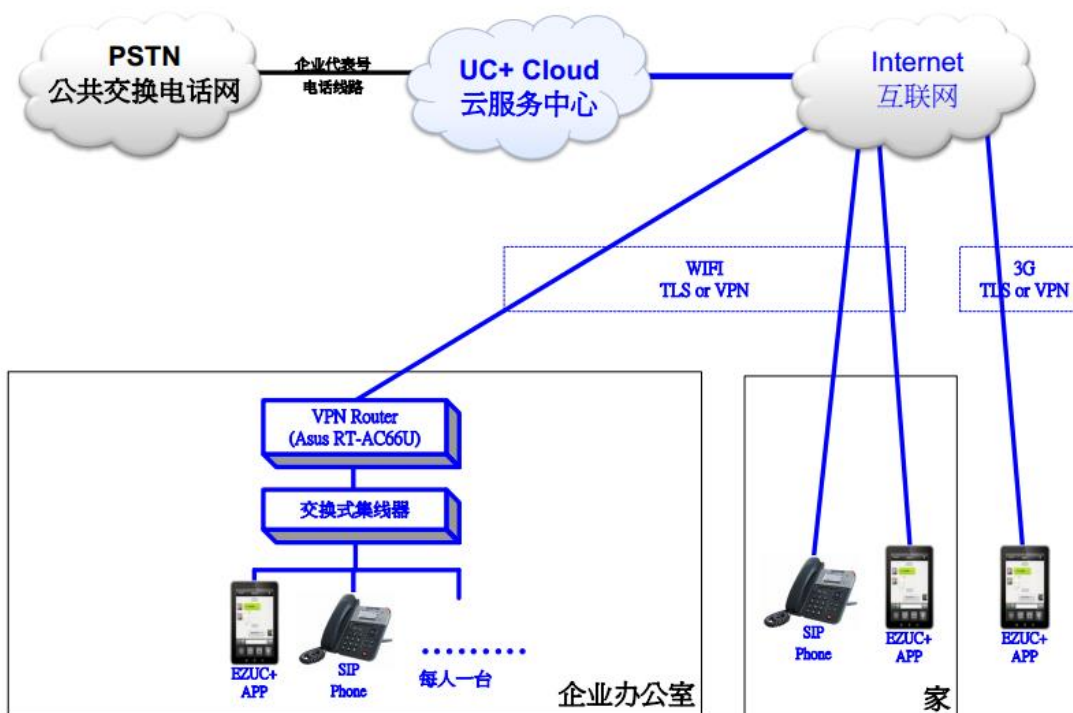 PSTN
公共交换电话网
企业代表号
电话线路
UC+ Cloud
云服务中心
Internet
互联网
WIFI
TLS or VPN
3G
TLS or VPN
VPN Router
(Asus RT-AC66U)
交换式集线器
EZUC+
APP
SIP
Phone
每人一台
企业办公室
SIP
Phone
EZUC+
APP
家
EZUC+
APP